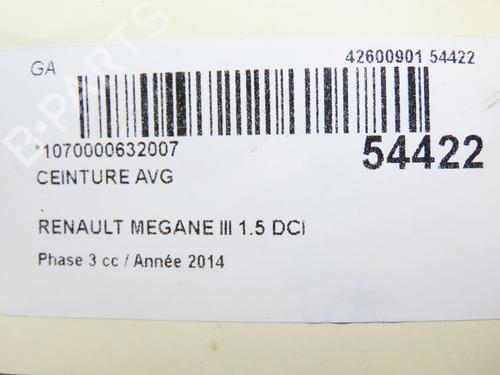 GA
42600901 54422
*1070000632007
54422
CEINTURE AVG
RENAULT MEGANE III 1.5 DCI
Phase 3 cc / Année 2014
B-PARTS